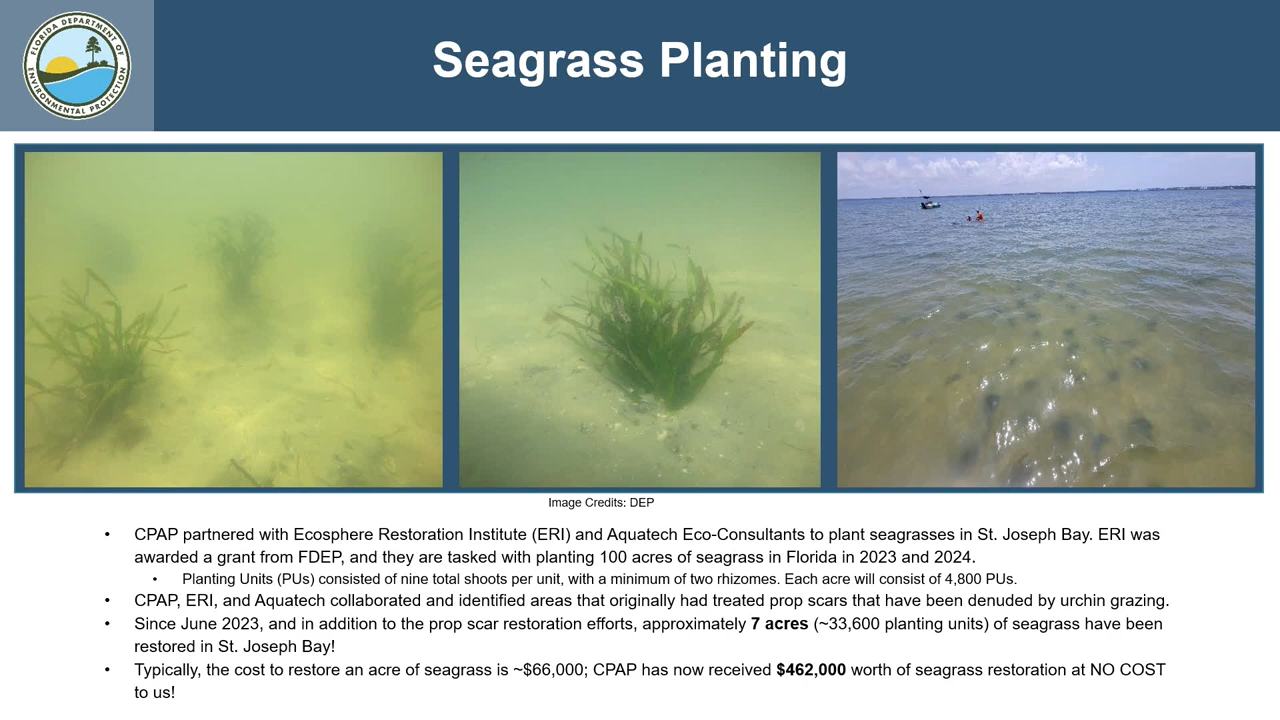 FLORIDA DEPARTMENT OF
ENVIRONMENTAL PROTECTION
Seagrass Planting
Image Credits: DEP
• CPAP partnered with Ecosphere Restoration Institute (ERI) and Aquatech Eco-Consultants to plant seagrasses in St. Joseph Bay. ERI was
awarded a grant from FDEP, and they are tasked with planting 100 acres of seagrass in Florida in 2023 and 2024.
• Planting Units (PUs) consisted of nine total shoots per unit, with a minimum of two rhizomes. Each acre will consist of 4,800 PUs.
• CPAP, ERI, and Aquatech collaborated and identified areas that originally had treated prop scars that have been denuded by urchin grazing.
• Since June 2023, and in addition to the prop scar restoration efforts, approximately 7 acres (~33,600 planting units) of seagrass have been
restored in St. Joseph Bay!
• Typically, the cost to restore an acre of seagrass is ~$66,000; CPAP has now received $462,000 worth of seagrass restoration at NO COST
to us!